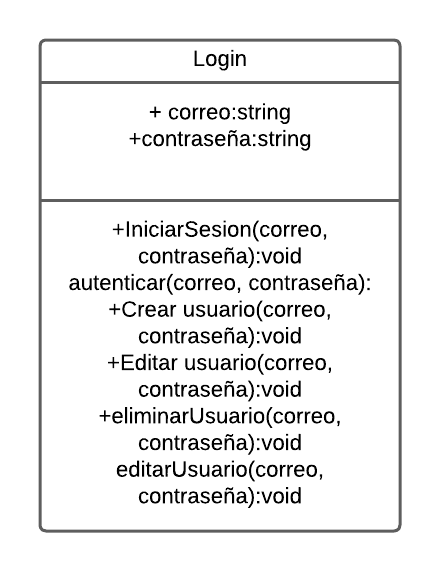 Login
+ correo:string
+contraseña:string
+IniciarSesion(correo,
contraseña):void
autenticar(correo, contraseña):
+Crear usuario(correo,
contraseña):void
+Editar usuario(correo,
contraseña):void
+eliminarUsuario(correo,
contraseña):void
editarUsuario(correo,
contraseña):void